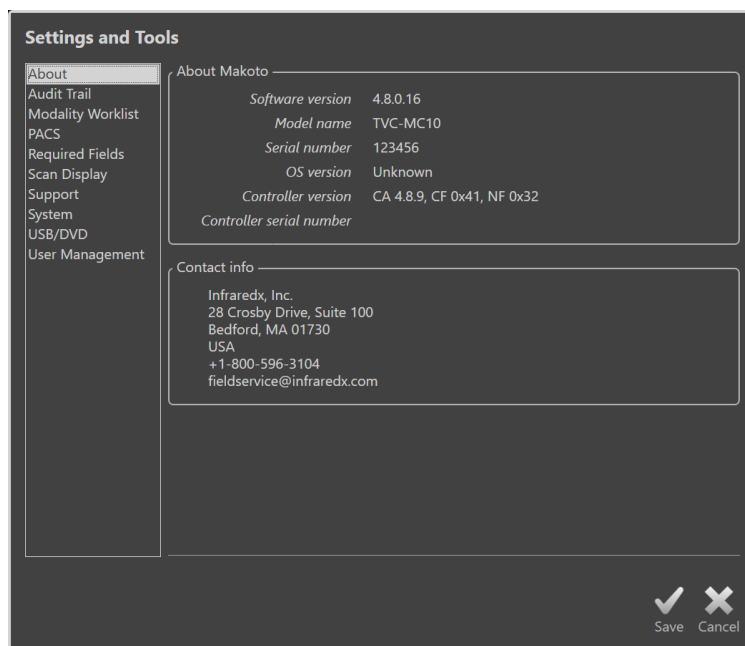 Settings and Tools
About
Audit Trail
Modality Worklist
PACS
Required Fields
Scan Display
Support
System
USB/DVD
User Management
About Makoto
Software version 4.8.0.16
Model name TVC-MC10
Serial number 123456
OS version Unknown
Controller version CA 4.8.9, CF 0x41, NF 0x32
Controller serial number
Contact info
Infraredx, Inc.
28 Crosby Drive, Suite 100
Bedford, MA 01730
USA
+1-800-596-3104
fieldservice@infraredx.com
Save Cancel